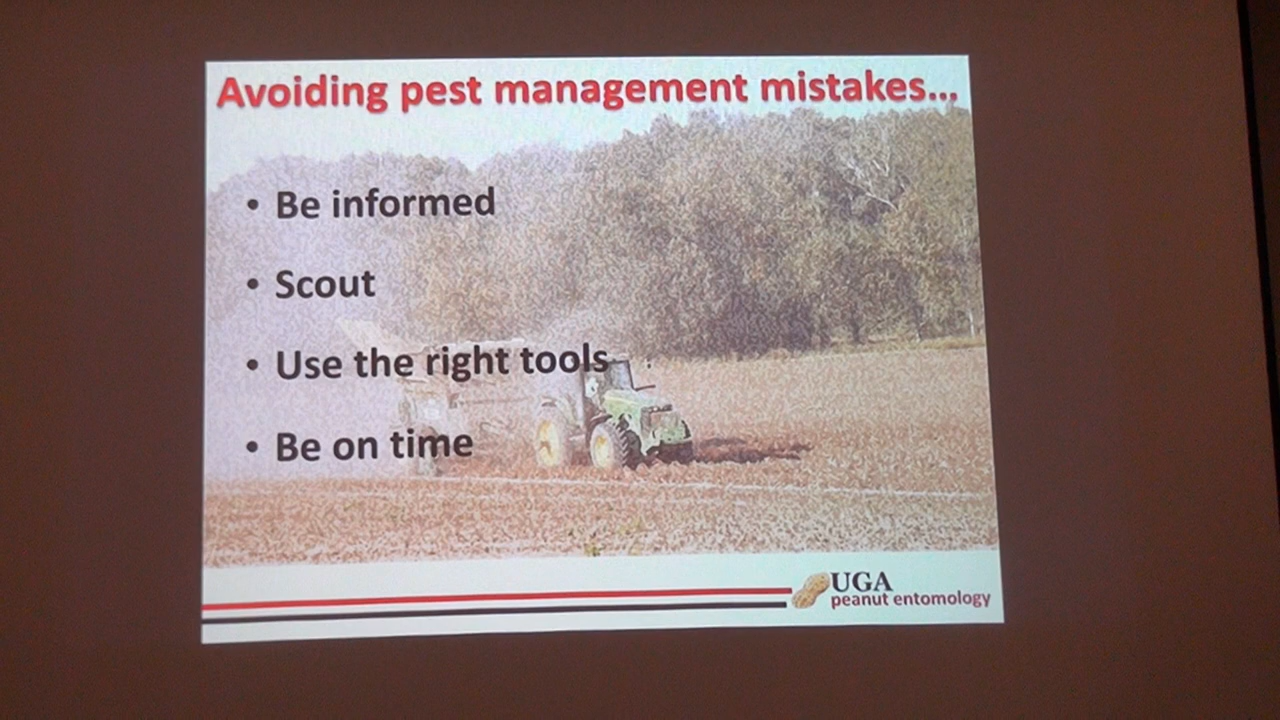 Avoiding pest management mistakes...
• Be informed
• Scout
• Use the right tools
• Be on time
UGA
peanut entomology